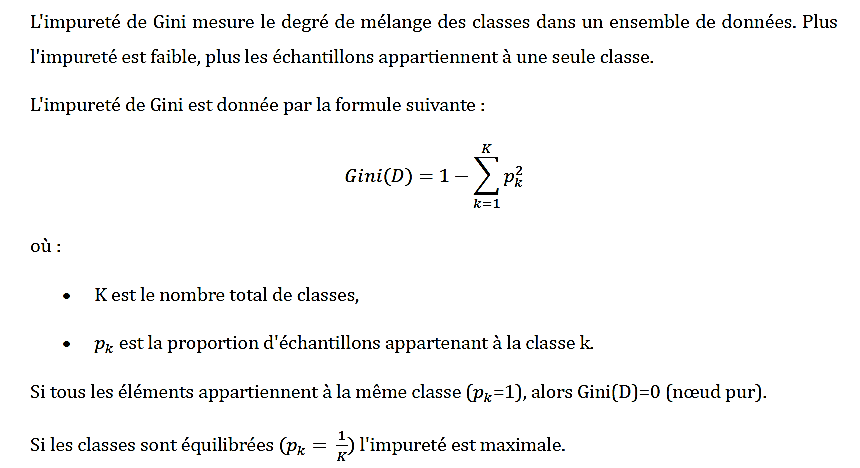 L'impureté de Gini mesure le degré de mélange des classes dans un ensemble de données. Plus
l'impureté est faible, plus les échantillons appartiennent à une seule classe.
L'impureté de Gini est donnée par la formule suivante :
Gini(D) = 1 − ∑_{k=1}^{K} p_k^2
où :
• K est le nombre total de classes,
• p_k est la proportion d'échantillons appartenant à la classe k.
Si tous les éléments appartiennent à la même classe (p_k=1), alors Gini(D)=0 (nœud pur).
Si les classes sont équilibrées (p_k = 1/K) l'impureté est maximale.